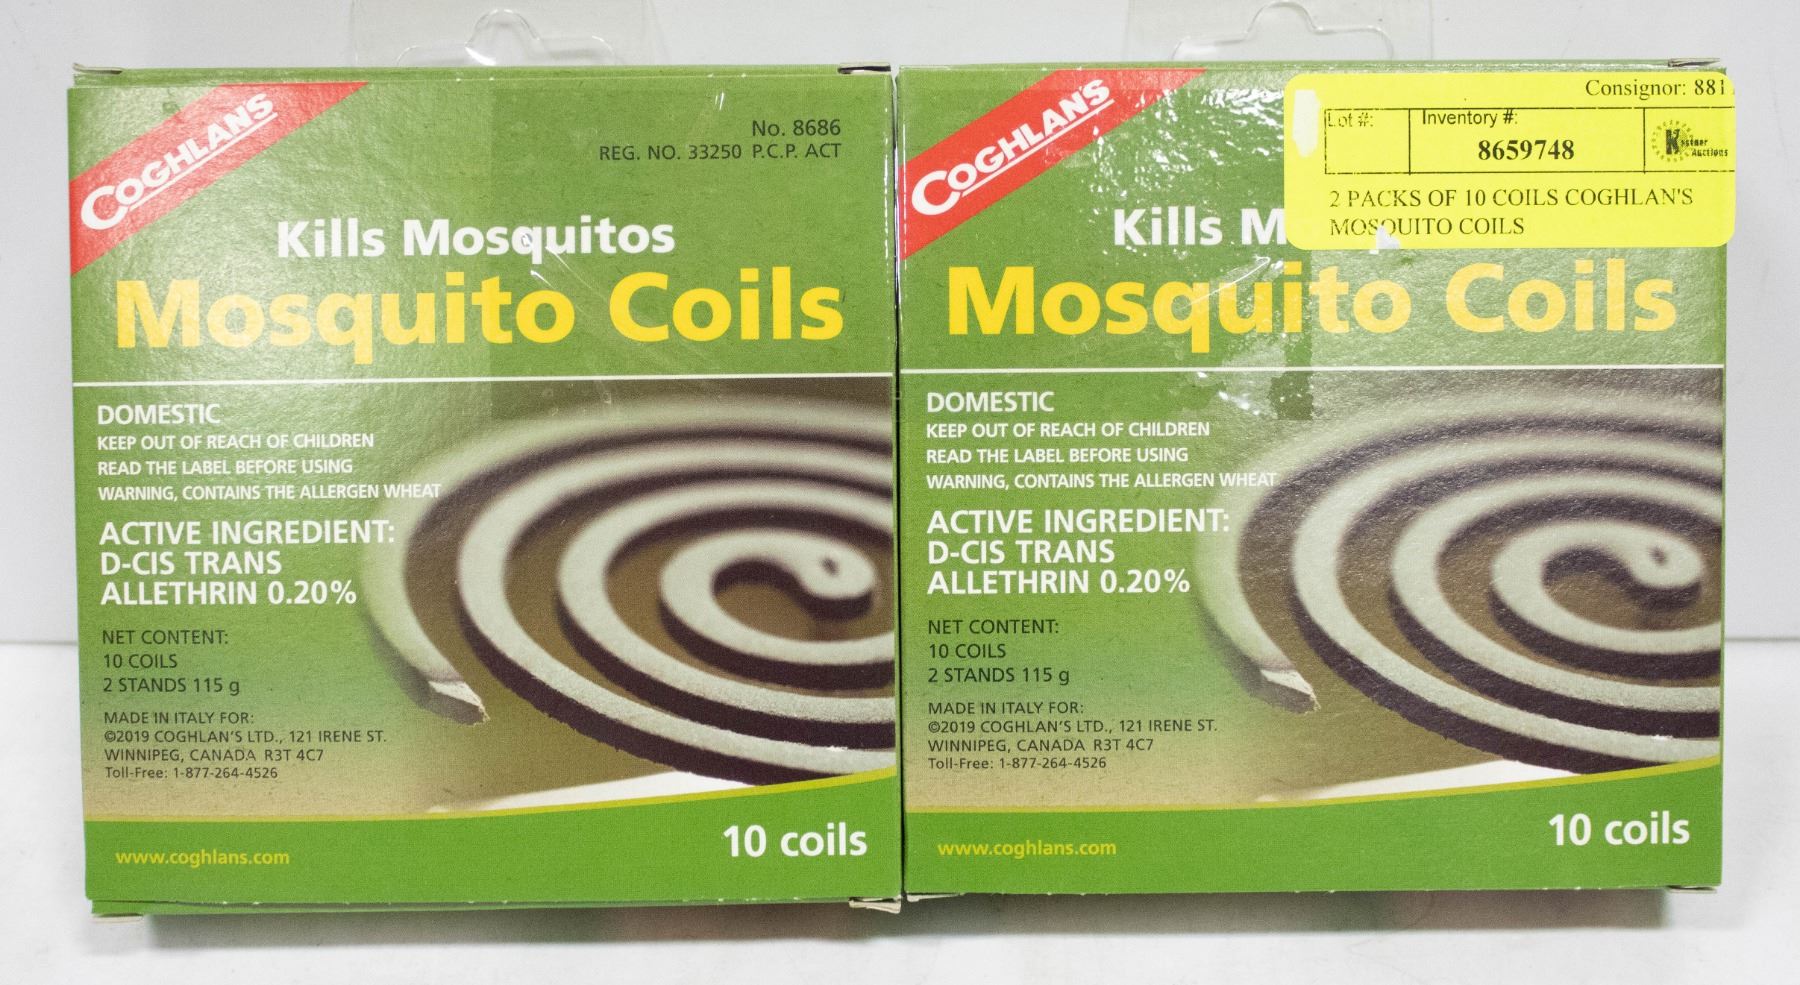 COGHLAN'S
No. 8686
REG. NO. 33250 P.C.P. ACT
Kills Mosquitos
Mosquito Coils
DOMESTIC
KEEP OUT OF REACH OF CHILDREN
READ THE LABEL BEFORE USING
WARNING, CONTAINS THE ALLERGEN WHEAT
ACTIVE INGREDIENT:
D-CIS TRANS
ALLETHRIN 0.20%
NET CONTENT:
10 COILS
2 STANDS 115 g
MADE IN ITALY FOR:
©2019 COGHLAN'S LTD., 121 IRENE ST.
WINNIPEG, CANADA R3T 4C7
Toll-Free: 1-877-264-4526
www.coghlans.com
10 coils
COGHLAN'S
Consignor: 881
Lot #:
Inventory #:
8659748
Kastner
Auctions
2 PACKS OF 10 COILS COGHLAN'S
MOSQUITO COILS
Kills M
Mosquito Coils
DOMESTIC
KEEP OUT OF REACH OF CHILDREN
READ THE LABEL BEFORE USING
WARNING, CONTAINS THE ALLERGEN WHEAT
ACTIVE INGREDIENT:
D-CIS TRANS
ALLETHRIN 0.20%
NET CONTENT:
10 COILS
2 STANDS 115 g
MADE IN ITALY FOR:
©2019 COGHLAN'S LTD., 121 IRENE ST.
WINNIPEG, CANADA R3T 4C7
Toll-Free: 1-877-264-4526
www.coghlans.com
10 coils